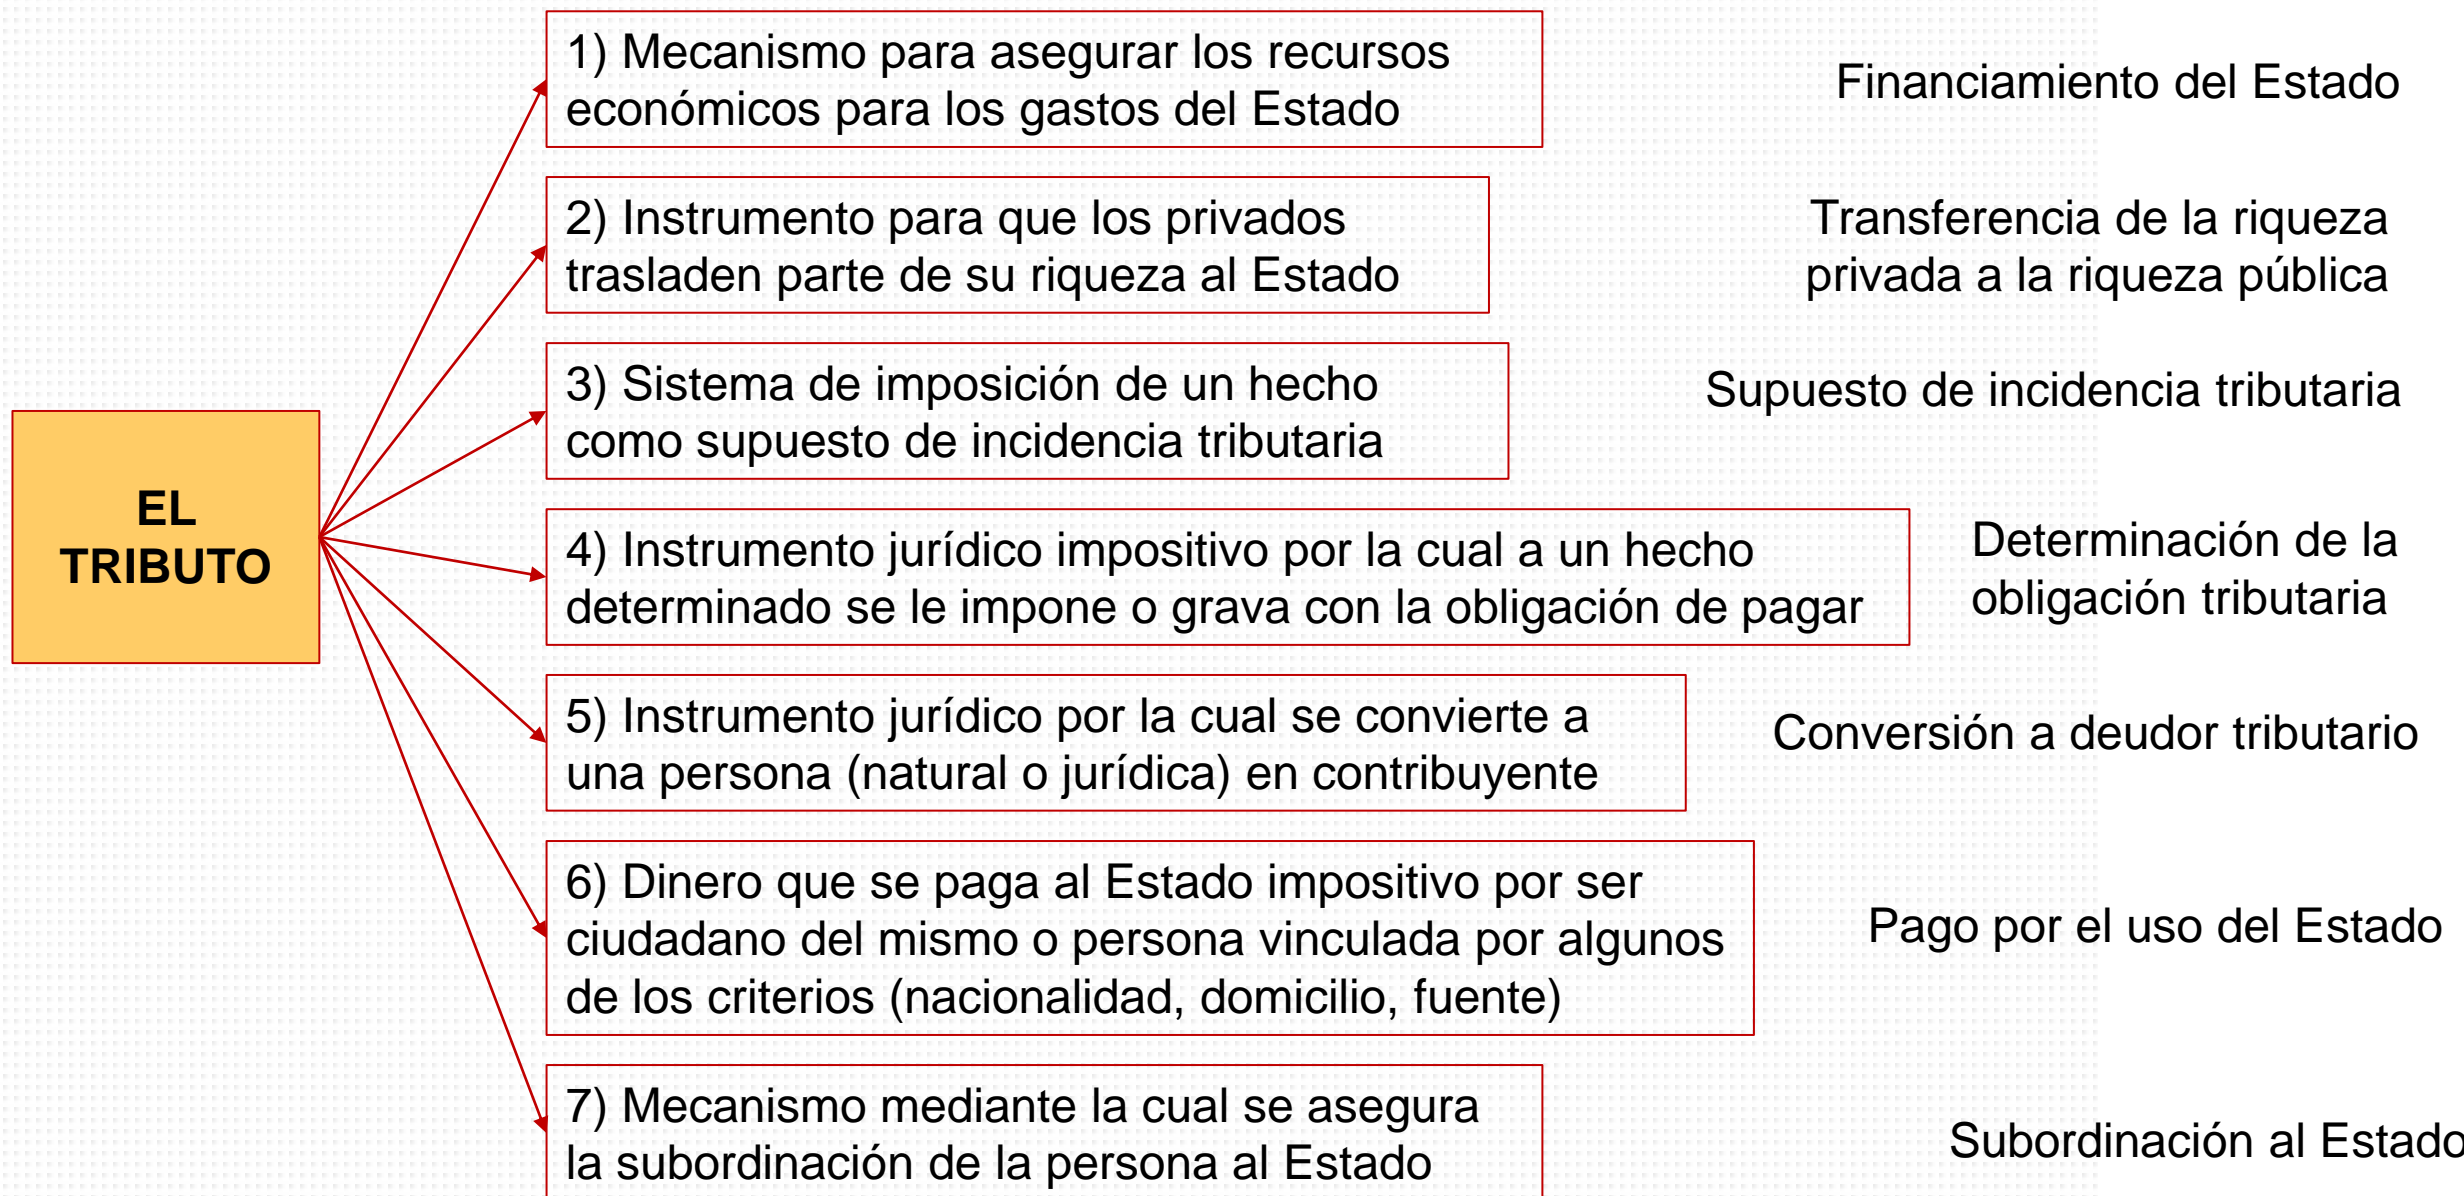 1) Mecanismo para asegurar los recursos
económicos para los gastos del Estado
Financiamiento del Estado
2) Instrumento para que los privados
trasladen parte de su riqueza al Estado
Transferencia de la riqueza
privada a la riqueza pública
3) Sistema de imposición de un hecho
como supuesto de incidencia tributaria
Supuesto de incidencia tributaria
EL
TRIBUTO
4) Instrumento jurídico impositivo por la cual a un hecho
determinado se le impone o grava con la obligación de pagar
Determinación de la
obligación tributaria
5) Instrumento jurídico por la cual se convierte a
una persona (natural o jurídica) en contribuyente
Conversión a deudor tributario
6) Dinero que se paga al Estado impositivo por ser
ciudadano del mismo o persona vinculada por algunos
de los criterios (nacionalidad, domicilio, fuente)
Pago por el uso del Estado
7) Mecanismo mediante la cual se asegura
la subordinación de la persona al Estado
Subordinación al Estado